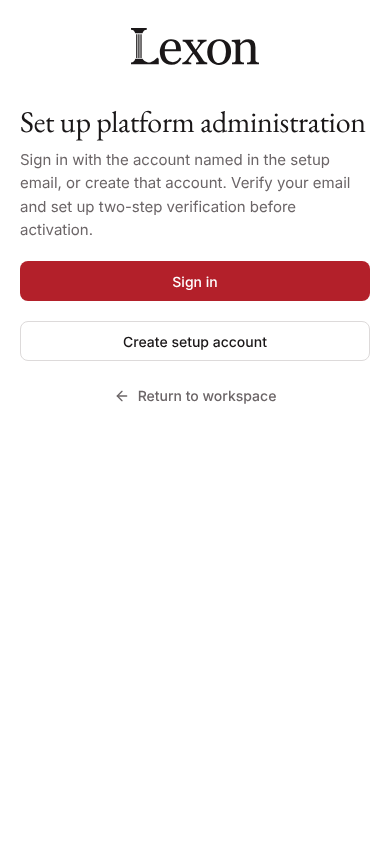 Lexon
Set up platform administration
Sign in with the account named in the setup
email, or create that account. Verify your email
and set up two-step verification before
activation.
Sign in
Create setup account
Return to workspace